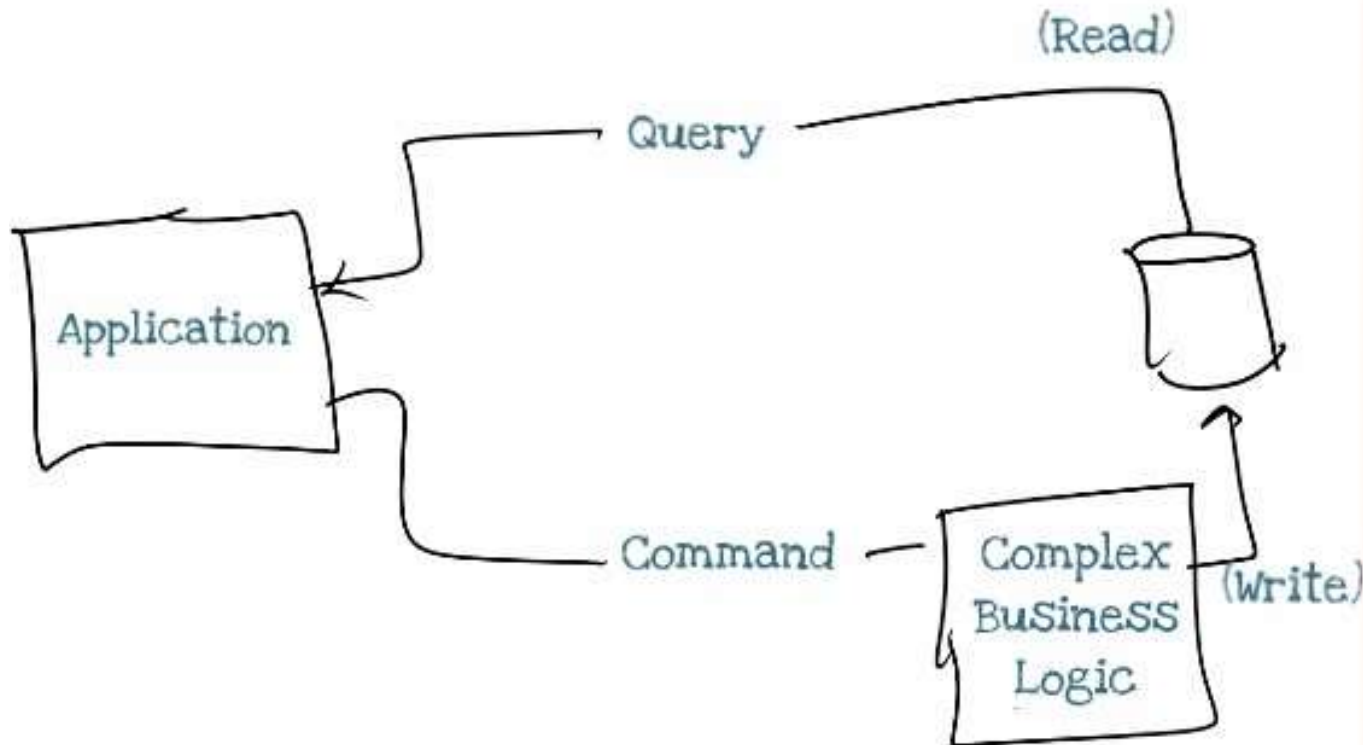 (Read)
Query
Application
Command
Complex
Business
Logic
(Write)